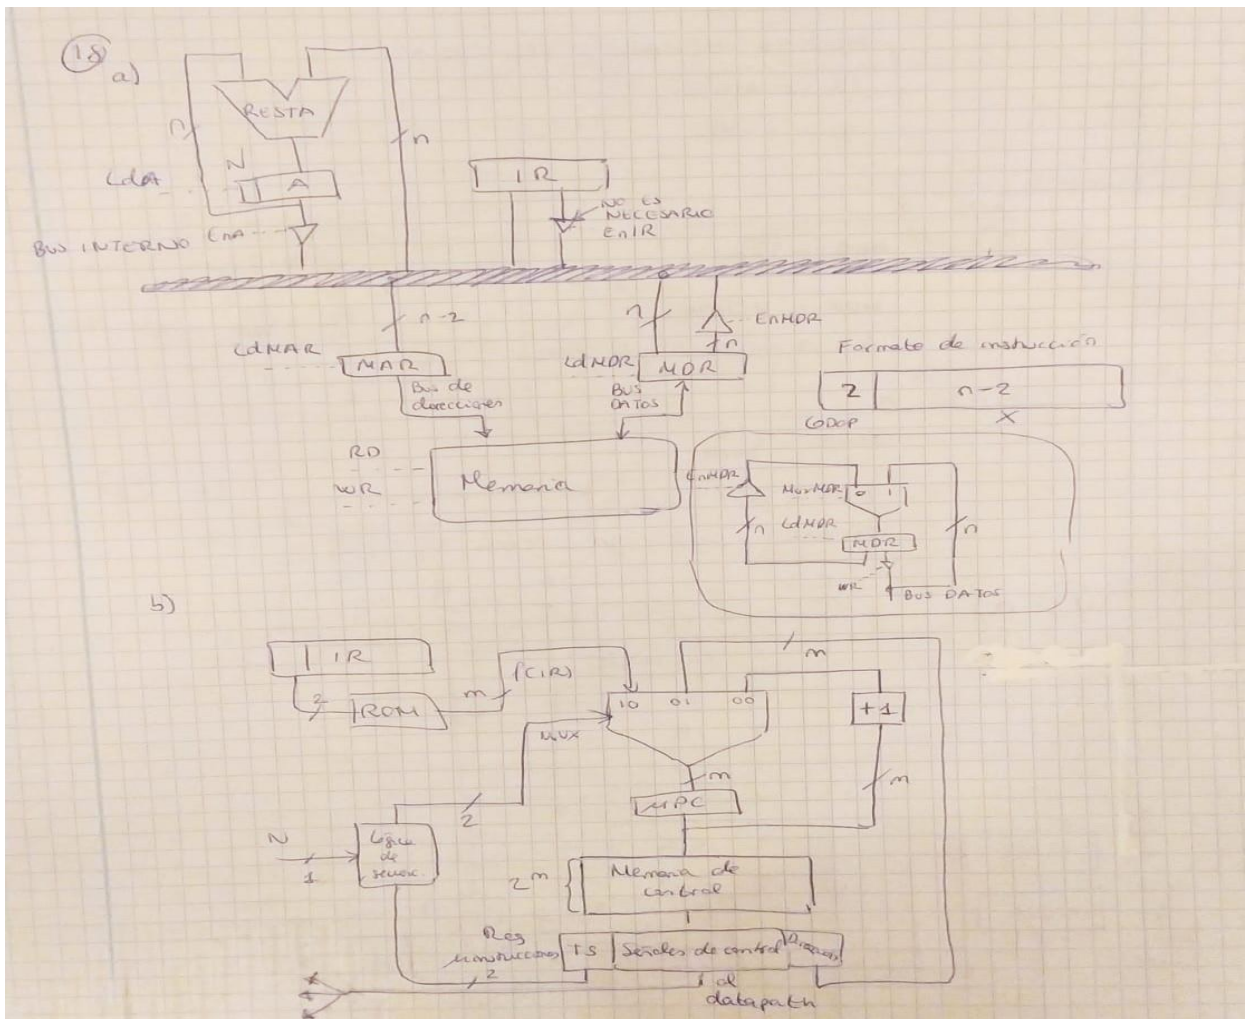 18
a)
RESTA
n
n
N
LdA
A
EnA
BUS INTERNO
IR
NO ES
NECESARIO
EnIR
n-2
n
EnMDR
n
LdMAR
MAR
LdMDR
MDR
Bus de
direcciones
BUS
DATOS
Formato de instrucción
2
n-2
CODOP
X
RD
WR
Memoria
EnMDR
MuxMDR
0
1
LdMDR
n
n
MDR
WR
BUS DATOS
b)
IR
2
ROM
m
f(IR)
10
01
00
m
+1
MUX
m
m
MPC
N
1
Lógica
de
secuenc.
2
2^m
Memoria de
control
Reg
TS
Señales de control
2
al
datapath